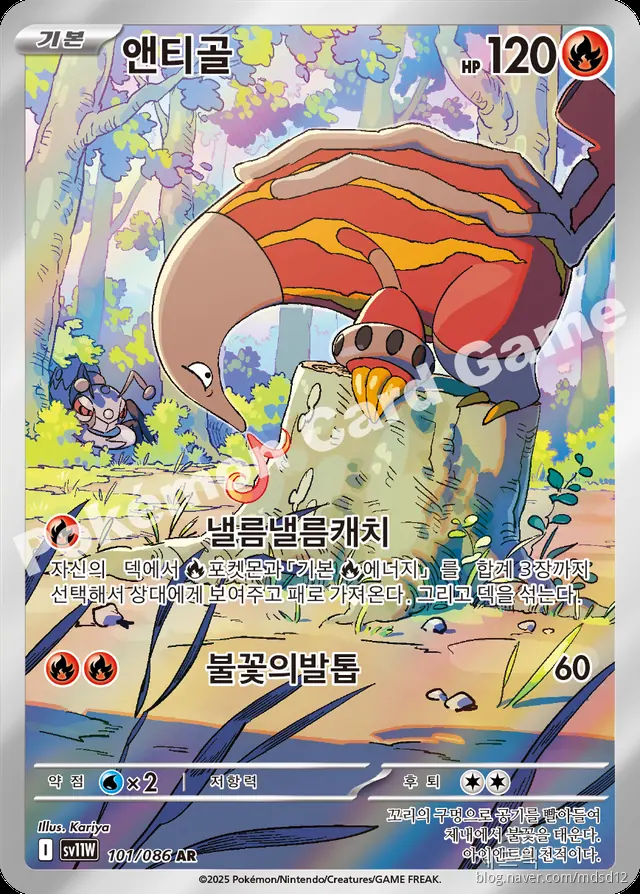 기본 앤티골 HP 120
Pokémon Card Game
낼름낼름캐치
자신의 덱에서 포켓몬과 「기본 에너지」를 합계 3장까지
선택해서 상대에게 보여주고 패로 가져온다. 그리고 덱을 섞는다.
불꽃의발톱 60
약점 ×2 저항력 후퇴
꼬리의 구멍으로 공기를 빨아들여
체내에서 불꽃을 태운다.
아이앤트의 천적이다.
Illus. Kariya
I sv11W 101/086 AR
©2025 Pokémon/Nintendo/Creatures/GAME FREAK.
blog.naver.com/mdsd12